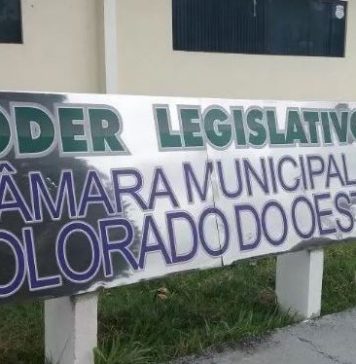 ODER LEGISLATIVO
ÂMARA MUNICIPAL
OLORADO DO OEST